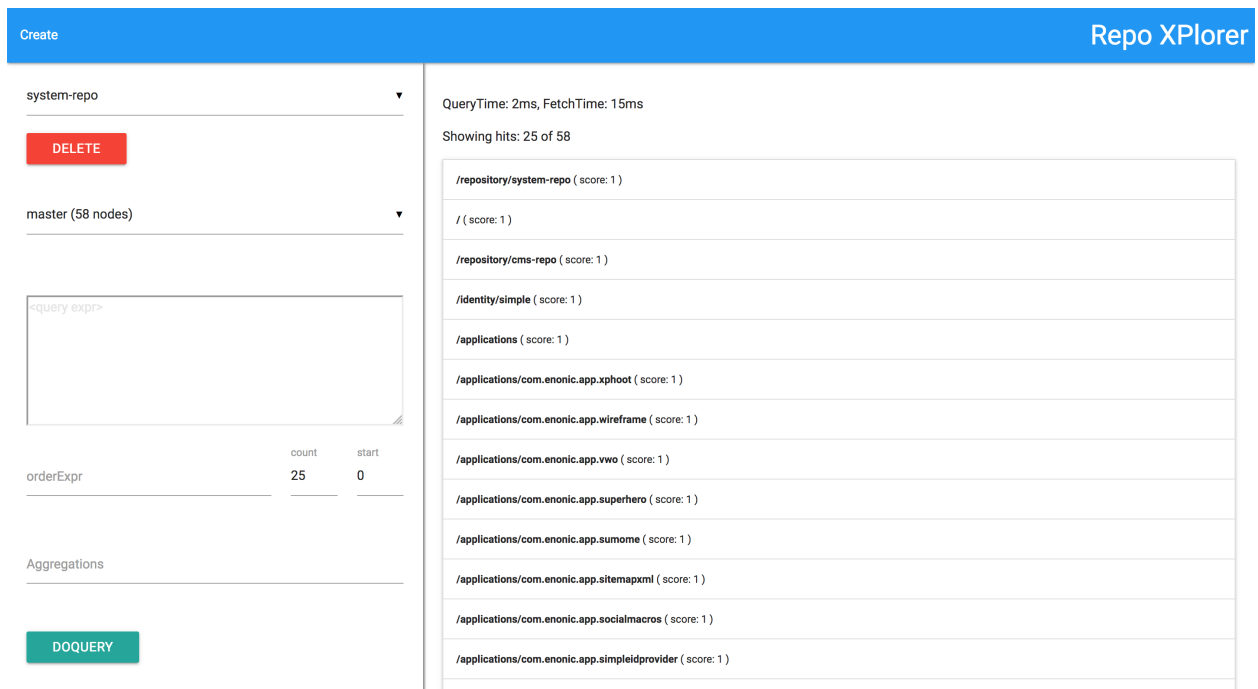 Create
Repo XPlorer
system-repo
DELETE
master (58 nodes)
<query expr>
count
start
orderExpr
25
0
Aggregations
DOQUERY
QueryTime: 2ms, FetchTime: 15ms
Showing hits: 25 of 58
/repository/system-repo ( score: 1 )
/ ( score: 1 )
/repository/cms-repo ( score: 1 )
/identity/simple ( score: 1 )
/applications ( score: 1 )
/applications/com.enonic.app.xphoot ( score: 1 )
/applications/com.enonic.app.wireframe ( score: 1 )
/applications/com.enonic.app.vwo ( score: 1 )
/applications/com.enonic.app.superhero ( score: 1 )
/applications/com.enonic.app.sumome ( score: 1 )
/applications/com.enonic.app.sitemapxml ( score: 1 )
/applications/com.enonic.app.socialmacros ( score: 1 )
/applications/com.enonic.app.simpleidprovider ( score: 1 )